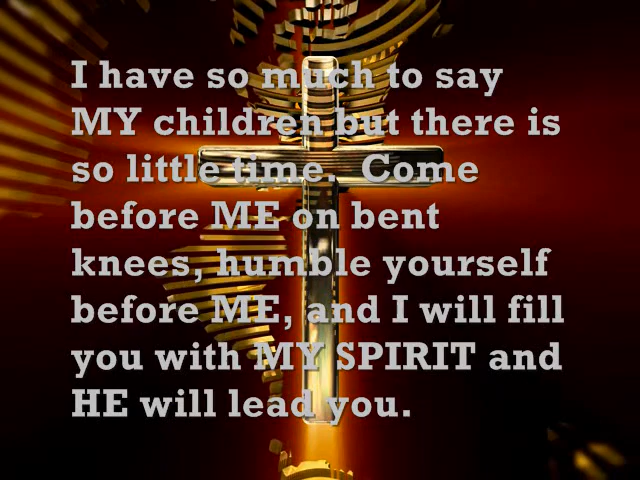 I have so much to say
MY children but there is
so little time.  Come
before ME on bent
knees, humble yourself
before ME, and I will fill
you with MY SPIRIT and
HE will lead you.